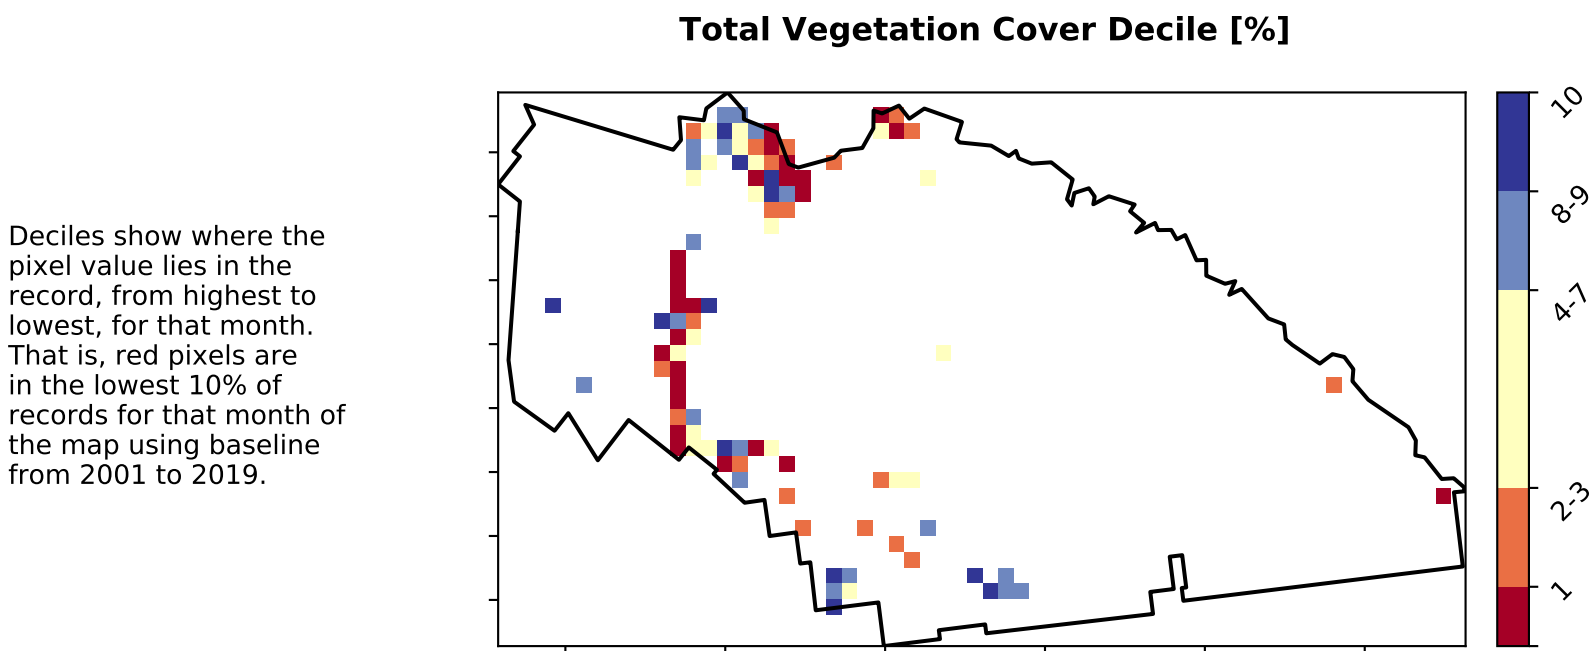 Total Vegetation Cover Decile [%]
Deciles show where the
pixel value lies in the
record, from highest to
lowest, for that month.
That is, red pixels are
in the lowest 10% of
records for that month of
the map using baseline
from 2001 to 2019.
10
8-9
4-7
2-3
1